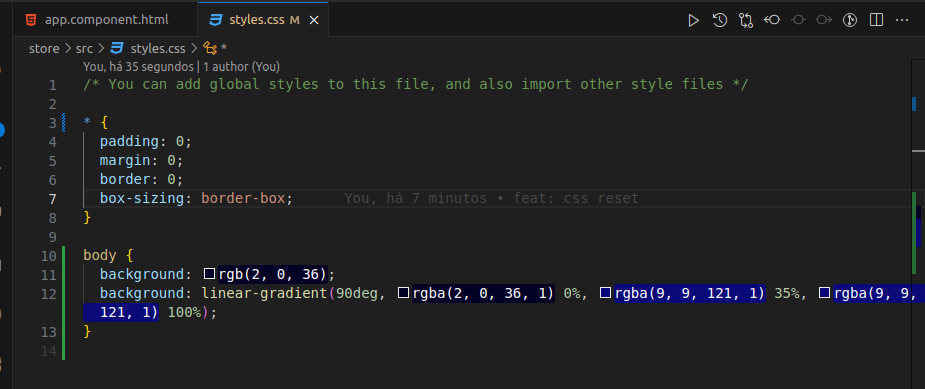 app.component.html
styles.css M
store > src > styles.css > *
You, há 35 segundos | 1 author (You)
1 /* You can add global styles to this file, and also import other style files */
2
3 * {
4 padding: 0;
5 margin: 0;
6 border: 0;
7 box-sizing: border-box; You, há 7 minutos • feat: css reset
8 }
9
10 body {
11 background: rgb(2, 0, 36);
12 background: linear-gradient(90deg, rgba(2, 0, 36, 1) 0%, rgba(9, 9, 121, 1) 35%, rgba(9, 9,
121, 1) 100%);
13 }
14